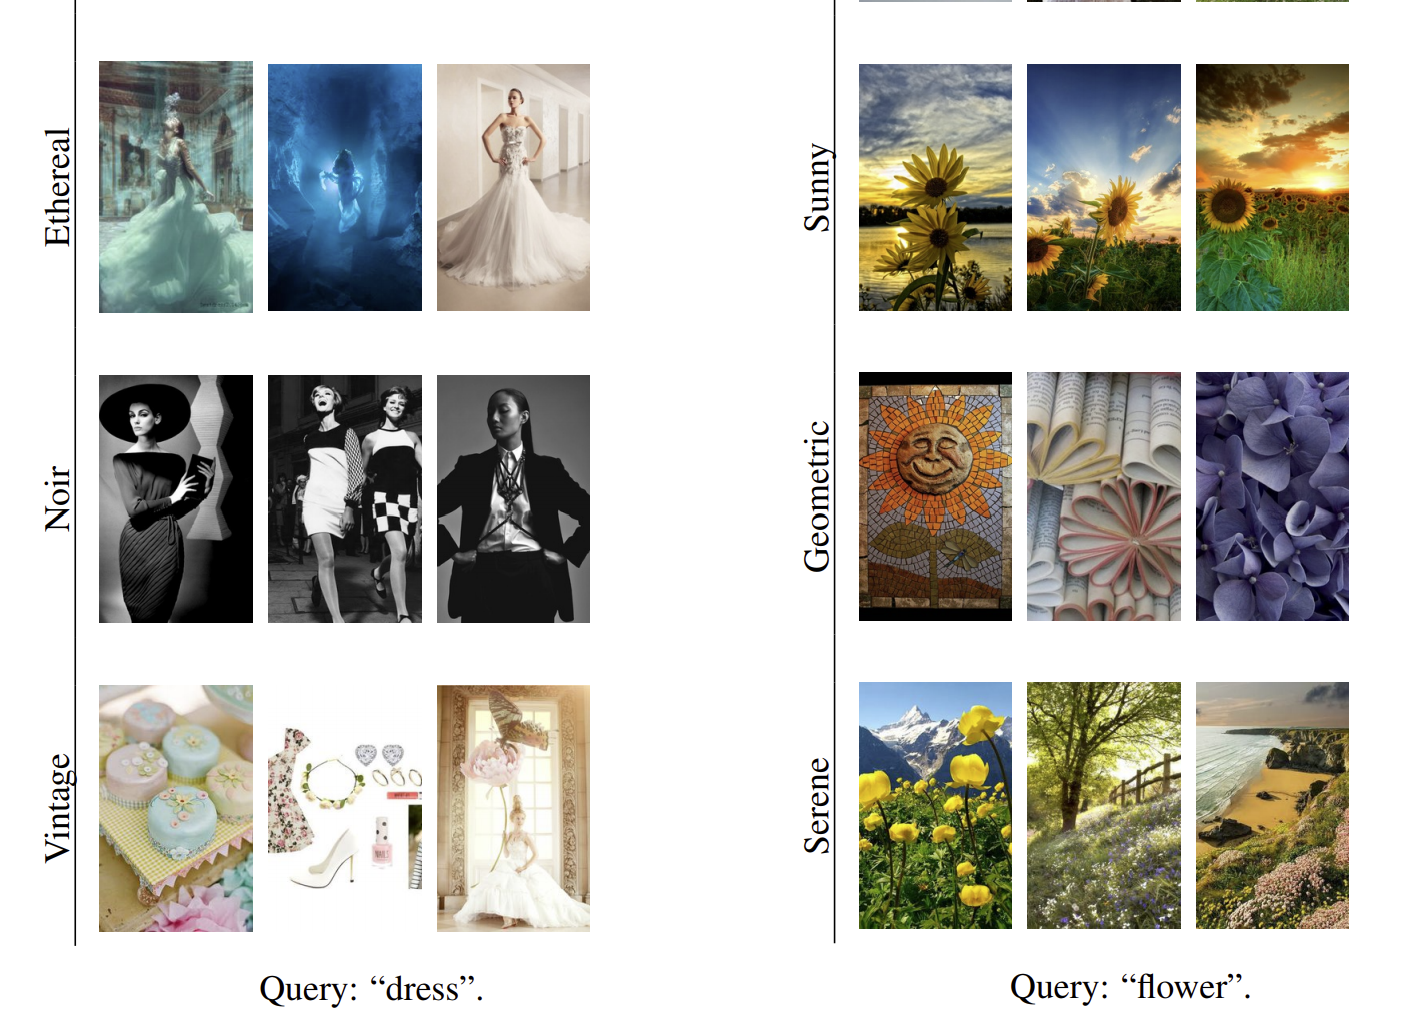 Ethereal
Noir
Vintage
Query: “dress”.
Sunny
Geometric
Serene
Query: “flower”.